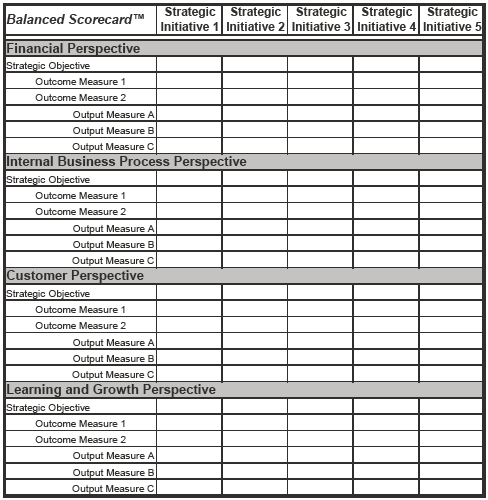 Balanced Scorecard™ Strategic Initiative 1 Strategic Initiative 2 Strategic Initiative 3 Strategic Initiative 4 Strategic Initiative 5
Financial Perspective
Strategic Objective
Outcome Measure 1
Outcome Measure 2
Output Measure A
Output Measure B
Output Measure C
Internal Business Process Perspective
Strategic Objective
Outcome Measure 1
Outcome Measure 2
Output Measure A
Output Measure B
Output Measure C
Customer Perspective
Strategic Objective
Outcome Measure 1
Outcome Measure 2
Output Measure A
Output Measure B
Output Measure C
Learning and Growth Perspective
Strategic Objective
Outcome Measure 1
Outcome Measure 2
Output Measure A
Output Measure B
Output Measure C